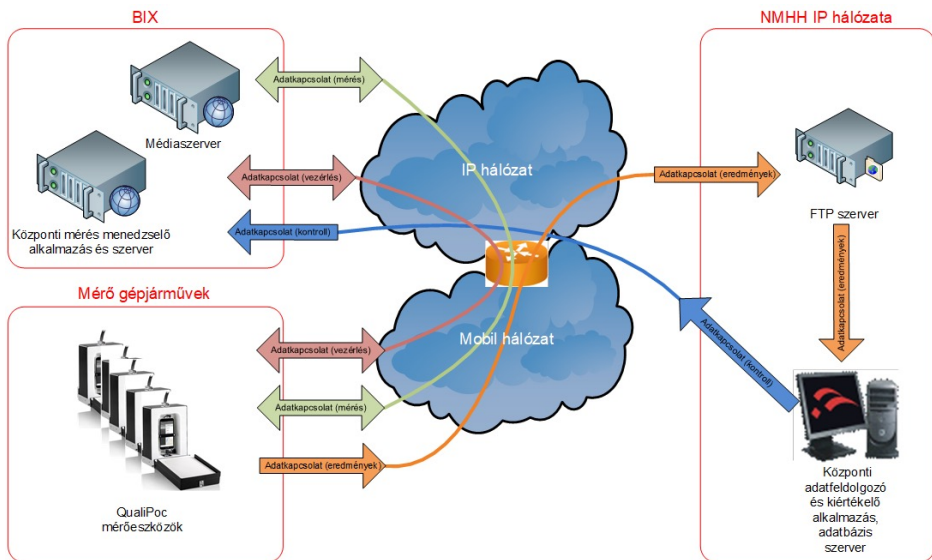 BIX
NMHH IP hálózata
Adatkapcsolat (mérés)
Médiaszerver
IP hálózat
Adatkapcsolat (vezérlés)
Adatkapcsolat (eredmények)
FTP szerver
Központi mérés menedzselő
alkalmazás és szerver
Adatkapcsolat (kontroll)
Adatkapcsolat (eredmények)
Mérő gépjárművek
Adatkapcsolat (kontroll)
Mobil hálózat
Adatkapcsolat (vezérlés)
Adatkapcsolat (mérés)
Adatkapcsolat (eredmények)
QualiPoc
mérőeszközök
Központi
adatfeldolgozó
és kiértékelő
alkalmazás,
adatbázis
szerver